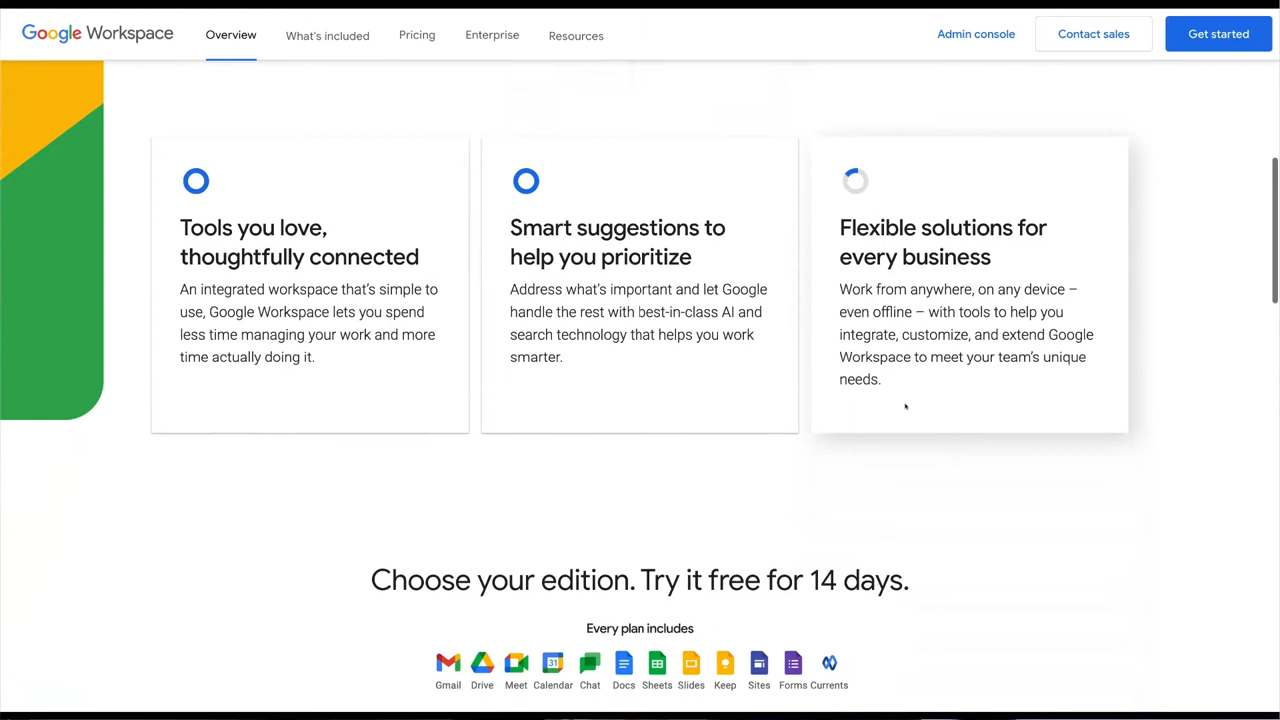 Google Workspace
Overview
What's included
Pricing
Enterprise
Resources
Admin console
Contact sales
Get started
Tools you love,
thoughtfully connected
An integrated workspace that's simple to
use, Google Workspace lets you spend
less time managing your work and more
time actually doing it.
Smart suggestions to
help you prioritize
Address what's important and let Google
handle the rest with best-in-class AI and
search technology that helps you work
smarter.
Flexible solutions for
every business
Work from anywhere, on any device –
even offline – with tools to help you
integrate, customize, and extend Google
Workspace to meet your team's unique
needs.
Choose your edition. Try it free for 14 days.
Every plan includes
31
Gmail Drive Meet Calendar Chat Docs Sheets Slides Keep Sites Forms Currents